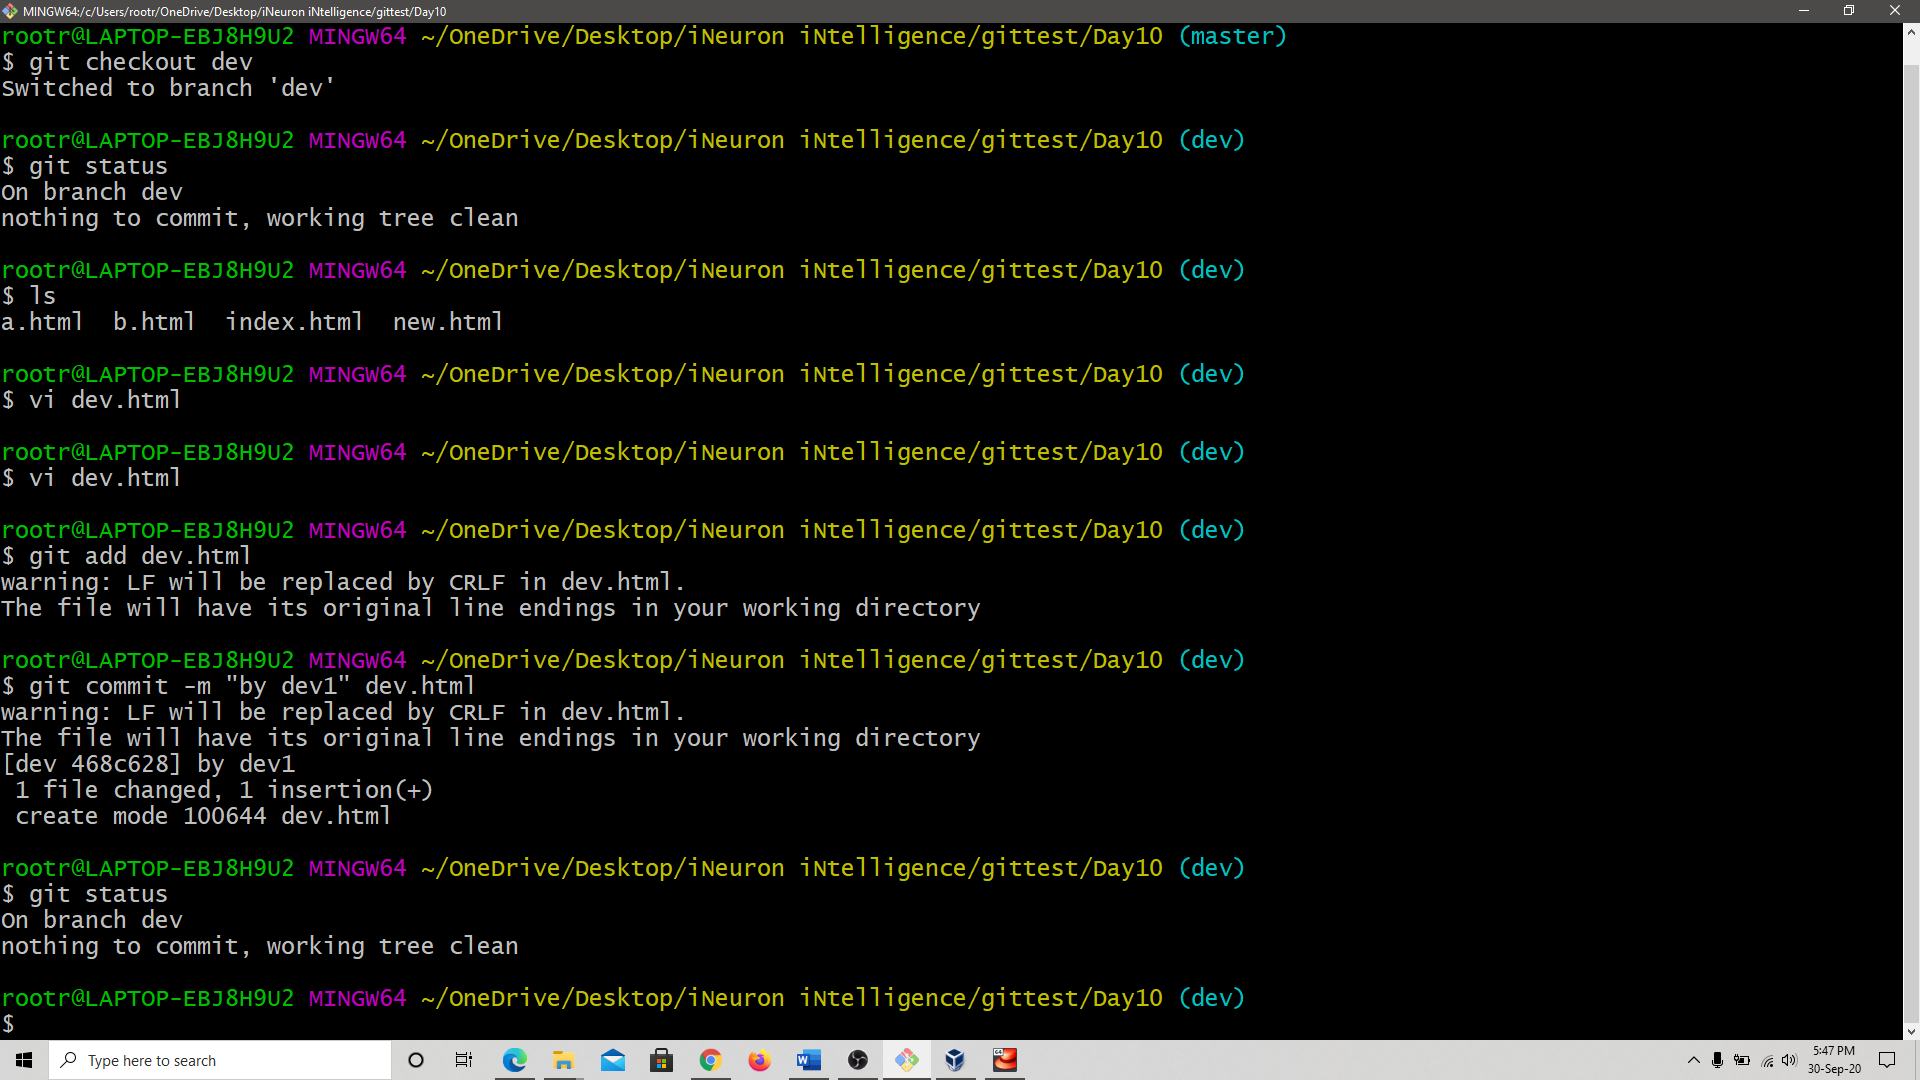 MINGW64:/c/Users/rootr/OneDrive/Desktop/iNeuron iNtelligence/gittest/Day10
rootr@LAPTOP-EBJ8H9U2 MINGW64 ~/OneDrive/Desktop/iNeuron iNtelligence/gittest/Day10 (master)
$ git checkout dev
Switched to branch 'dev'
rootr@LAPTOP-EBJ8H9U2 MINGW64 ~/OneDrive/Desktop/iNeuron iNtelligence/gittest/Day10 (dev)
$ git status
On branch dev
nothing to commit, working tree clean
rootr@LAPTOP-EBJ8H9U2 MINGW64 ~/OneDrive/Desktop/iNeuron iNtelligence/gittest/Day10 (dev)
$ ls
a.html  b.html  index.html  new.html
rootr@LAPTOP-EBJ8H9U2 MINGW64 ~/OneDrive/Desktop/iNeuron iNtelligence/gittest/Day10 (dev)
$ vi dev.html
rootr@LAPTOP-EBJ8H9U2 MINGW64 ~/OneDrive/Desktop/iNeuron iNtelligence/gittest/Day10 (dev)
$ vi dev.html
rootr@LAPTOP-EBJ8H9U2 MINGW64 ~/OneDrive/Desktop/iNeuron iNtelligence/gittest/Day10 (dev)
$ git add dev.html
warning: LF will be replaced by CRLF in dev.html.
The file will have its original line endings in your working directory
rootr@LAPTOP-EBJ8H9U2 MINGW64 ~/OneDrive/Desktop/iNeuron iNtelligence/gittest/Day10 (dev)
$ git commit -m "by dev1" dev.html
warning: LF will be replaced by CRLF in dev.html.
The file will have its original line endings in your working directory
[dev 468c628] by dev1
 1 file changed, 1 insertion(+)
 create mode 100644 dev.html
rootr@LAPTOP-EBJ8H9U2 MINGW64 ~/OneDrive/Desktop/iNeuron iNtelligence/gittest/Day10 (dev)
$ git status
On branch dev
nothing to commit, working tree clean
rootr@LAPTOP-EBJ8H9U2 MINGW64 ~/OneDrive/Desktop/iNeuron iNtelligence/gittest/Day10 (dev)
$
Type here to search
5:47 PM
30-Sep-20